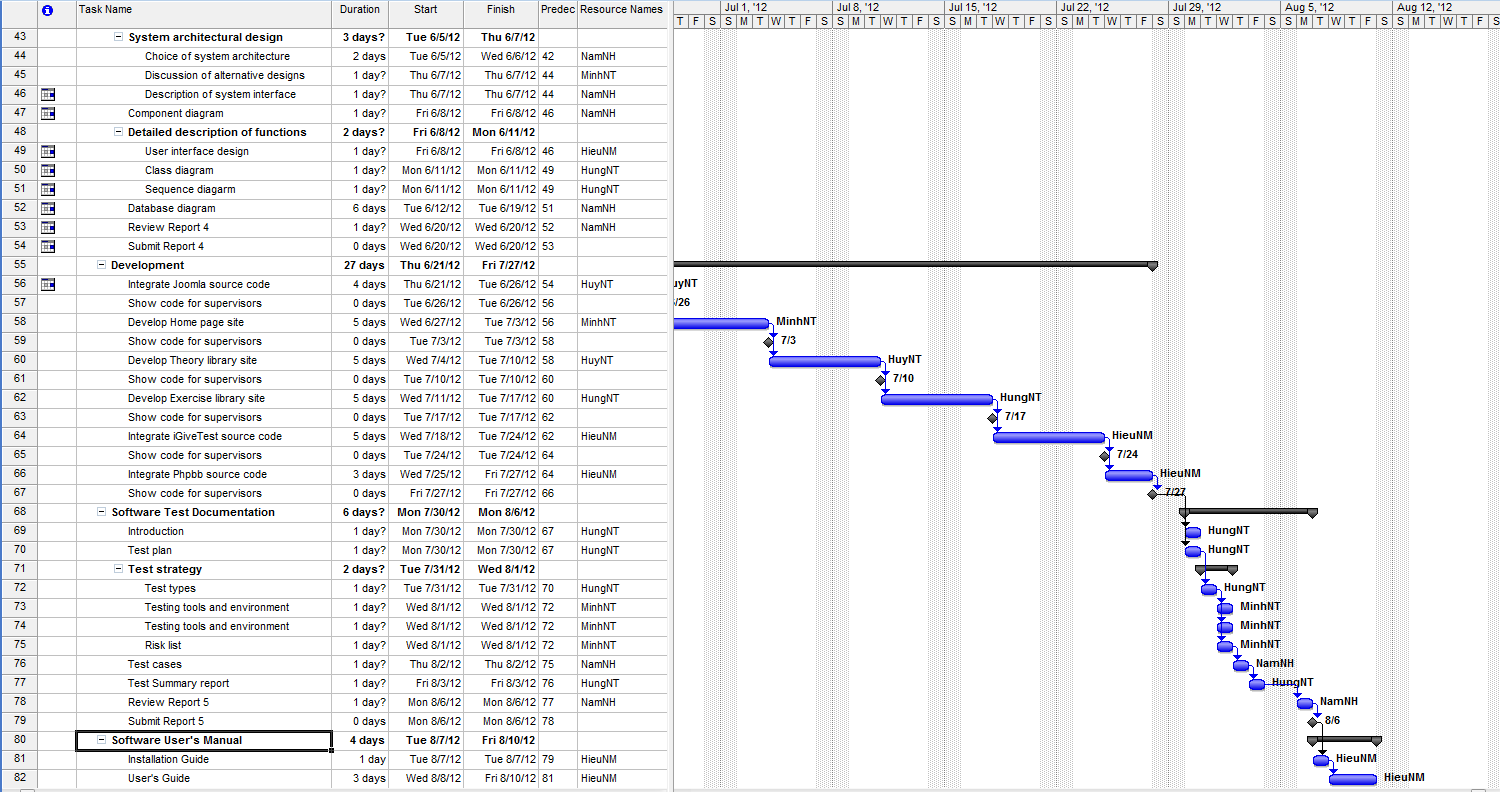 Task Name Duration Start Finish Predec Resource Names Jul 1, '12 Jul 8, '12 Jul 15, '12 Jul 22, '12 Jul 29, '12 Aug 5, '12 Aug 12, '12
T F S S M T W T F S S M T W T F S S M T W T F S S M T W T F S S M T W T F S S M T W T F S S M T W T F S
43 System architectural design 3 days? Tue 6/5/12 Thu 6/7/12
44 Choice of system architecture 2 days Tue 6/5/12 Wed 6/6/12 42 NamNH
45 Discussion of alternative designs 1 day? Thu 6/7/12 Thu 6/7/12 44 MinhNT
46 Description of system interface 1 day? Thu 6/7/12 Thu 6/7/12 44 NamNH
47 Component diagram 1 day? Fri 6/8/12 Fri 6/8/12 46 NamNH
48 Detailed description of functions 2 days? Fri 6/8/12 Mon 6/11/12
49 User interface design 1 day? Fri 6/8/12 Fri 6/8/12 46 HieuNM
50 Class diagram 1 day? Mon 6/11/12 Mon 6/11/12 49 HungNT
51 Sequence diagarm 1 day? Mon 6/11/12 Mon 6/11/12 49 HungNT
52 Database diagram 6 days Tue 6/12/12 Tue 6/19/12 51 NamNH
53 Review Report 4 1 day? Wed 6/20/12 Wed 6/20/12 52 NamNH
54 Submit Report 4 0 days Wed 6/20/12 Wed 6/20/12 53
55 Development 27 days Thu 6/21/12 Fri 7/27/12
56 Integrate Joomla source code 4 days Thu 6/21/12 Tue 6/26/12 54 HuyNT uyNT
57 Show code for supervisors 0 days Tue 6/26/12 Tue 6/26/12 56 /26
58 Develop Home page site 5 days Wed 6/27/12 Tue 7/3/12 56 MinhNT MinhNT
59 Show code for supervisors 0 days Tue 7/3/12 Tue 7/3/12 58 7/3
60 Develop Theory library site 5 days Wed 7/4/12 Tue 7/10/12 58 HuyNT HuyNT
61 Show code for supervisors 0 days Tue 7/10/12 Tue 7/10/12 60 7/10
62 Develop Exercise library site 5 days Wed 7/11/12 Tue 7/17/12 60 HungNT HungNT
63 Show code for supervisors 0 days Tue 7/17/12 Tue 7/17/12 62 7/17
64 Integrate iGiveTest source code 5 days Wed 7/18/12 Tue 7/24/12 62 HieuNM HieuNM
65 Show code for supervisors 0 days Tue 7/24/12 Tue 7/24/12 64 7/24
66 Integrate Phpbb source code 3 days Wed 7/25/12 Fri 7/27/12 64 HieuNM HieuNM
67 Show code for supervisors 0 days Fri 7/27/12 Fri 7/27/12 66 7/27
68 Software Test Documentation 6 days? Mon 7/30/12 Mon 8/6/12
69 Introduction 1 day? Mon 7/30/12 Mon 7/30/12 67 HungNT HungNT
70 Test plan 1 day? Mon 7/30/12 Mon 7/30/12 67 HungNT HungNT
71 Test strategy 2 days? Tue 7/31/12 Wed 8/1/12
72 Test types 1 day? Tue 7/31/12 Tue 7/31/12 70 HungNT HungNT
73 Testing tools and environment 1 day? Wed 8/1/12 Wed 8/1/12 72 MinhNT MinhNT
74 Testing tools and environment 1 day? Wed 8/1/12 Wed 8/1/12 72 MinhNT MinhNT
75 Risk list 1 day? Wed 8/1/12 Wed 8/1/12 72 MinhNT MinhNT
76 Test cases 1 day? Thu 8/2/12 Thu 8/2/12 75 NamNH NamNH
77 Test Summary report 1 day? Fri 8/3/12 Fri 8/3/12 76 HungNT HungNT
78 Review Report 5 1 day? Mon 8/6/12 Mon 8/6/12 77 NamNH NamNH
79 Submit Report 5 0 days Mon 8/6/12 Mon 8/6/12 78 8/6
80 Software User's Manual 4 days Tue 8/7/12 Fri 8/10/12
81 Installation Guide 1 day Tue 8/7/12 Tue 8/7/12 79 HieuNM HieuNM
82 User's Guide 3 days Wed 8/8/12 Fri 8/10/12 81 HieuNM HieuNM